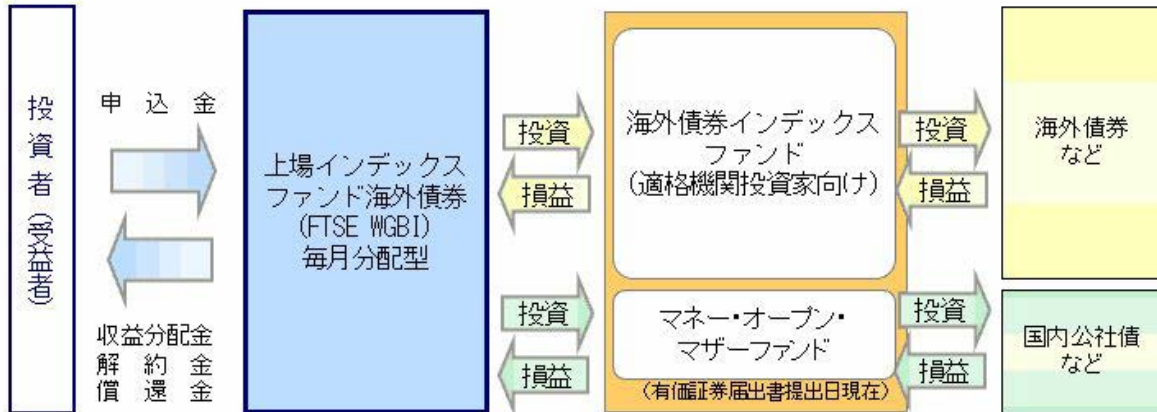 投資者(受益者)
申込金
収益分配金
解約金
償還金
上場インデックス
ファンド海外債券
(FTSE WGBI)
毎月分配型
投資
損益
投資
損益
海外債券インデックス
ファンド
(適格機関投資家向け)
マネー・オープン・
マザーファンド
(有価証券届出書提出日現在)
投資
損益
投資
損益
海外債券
など
国内公社債
など